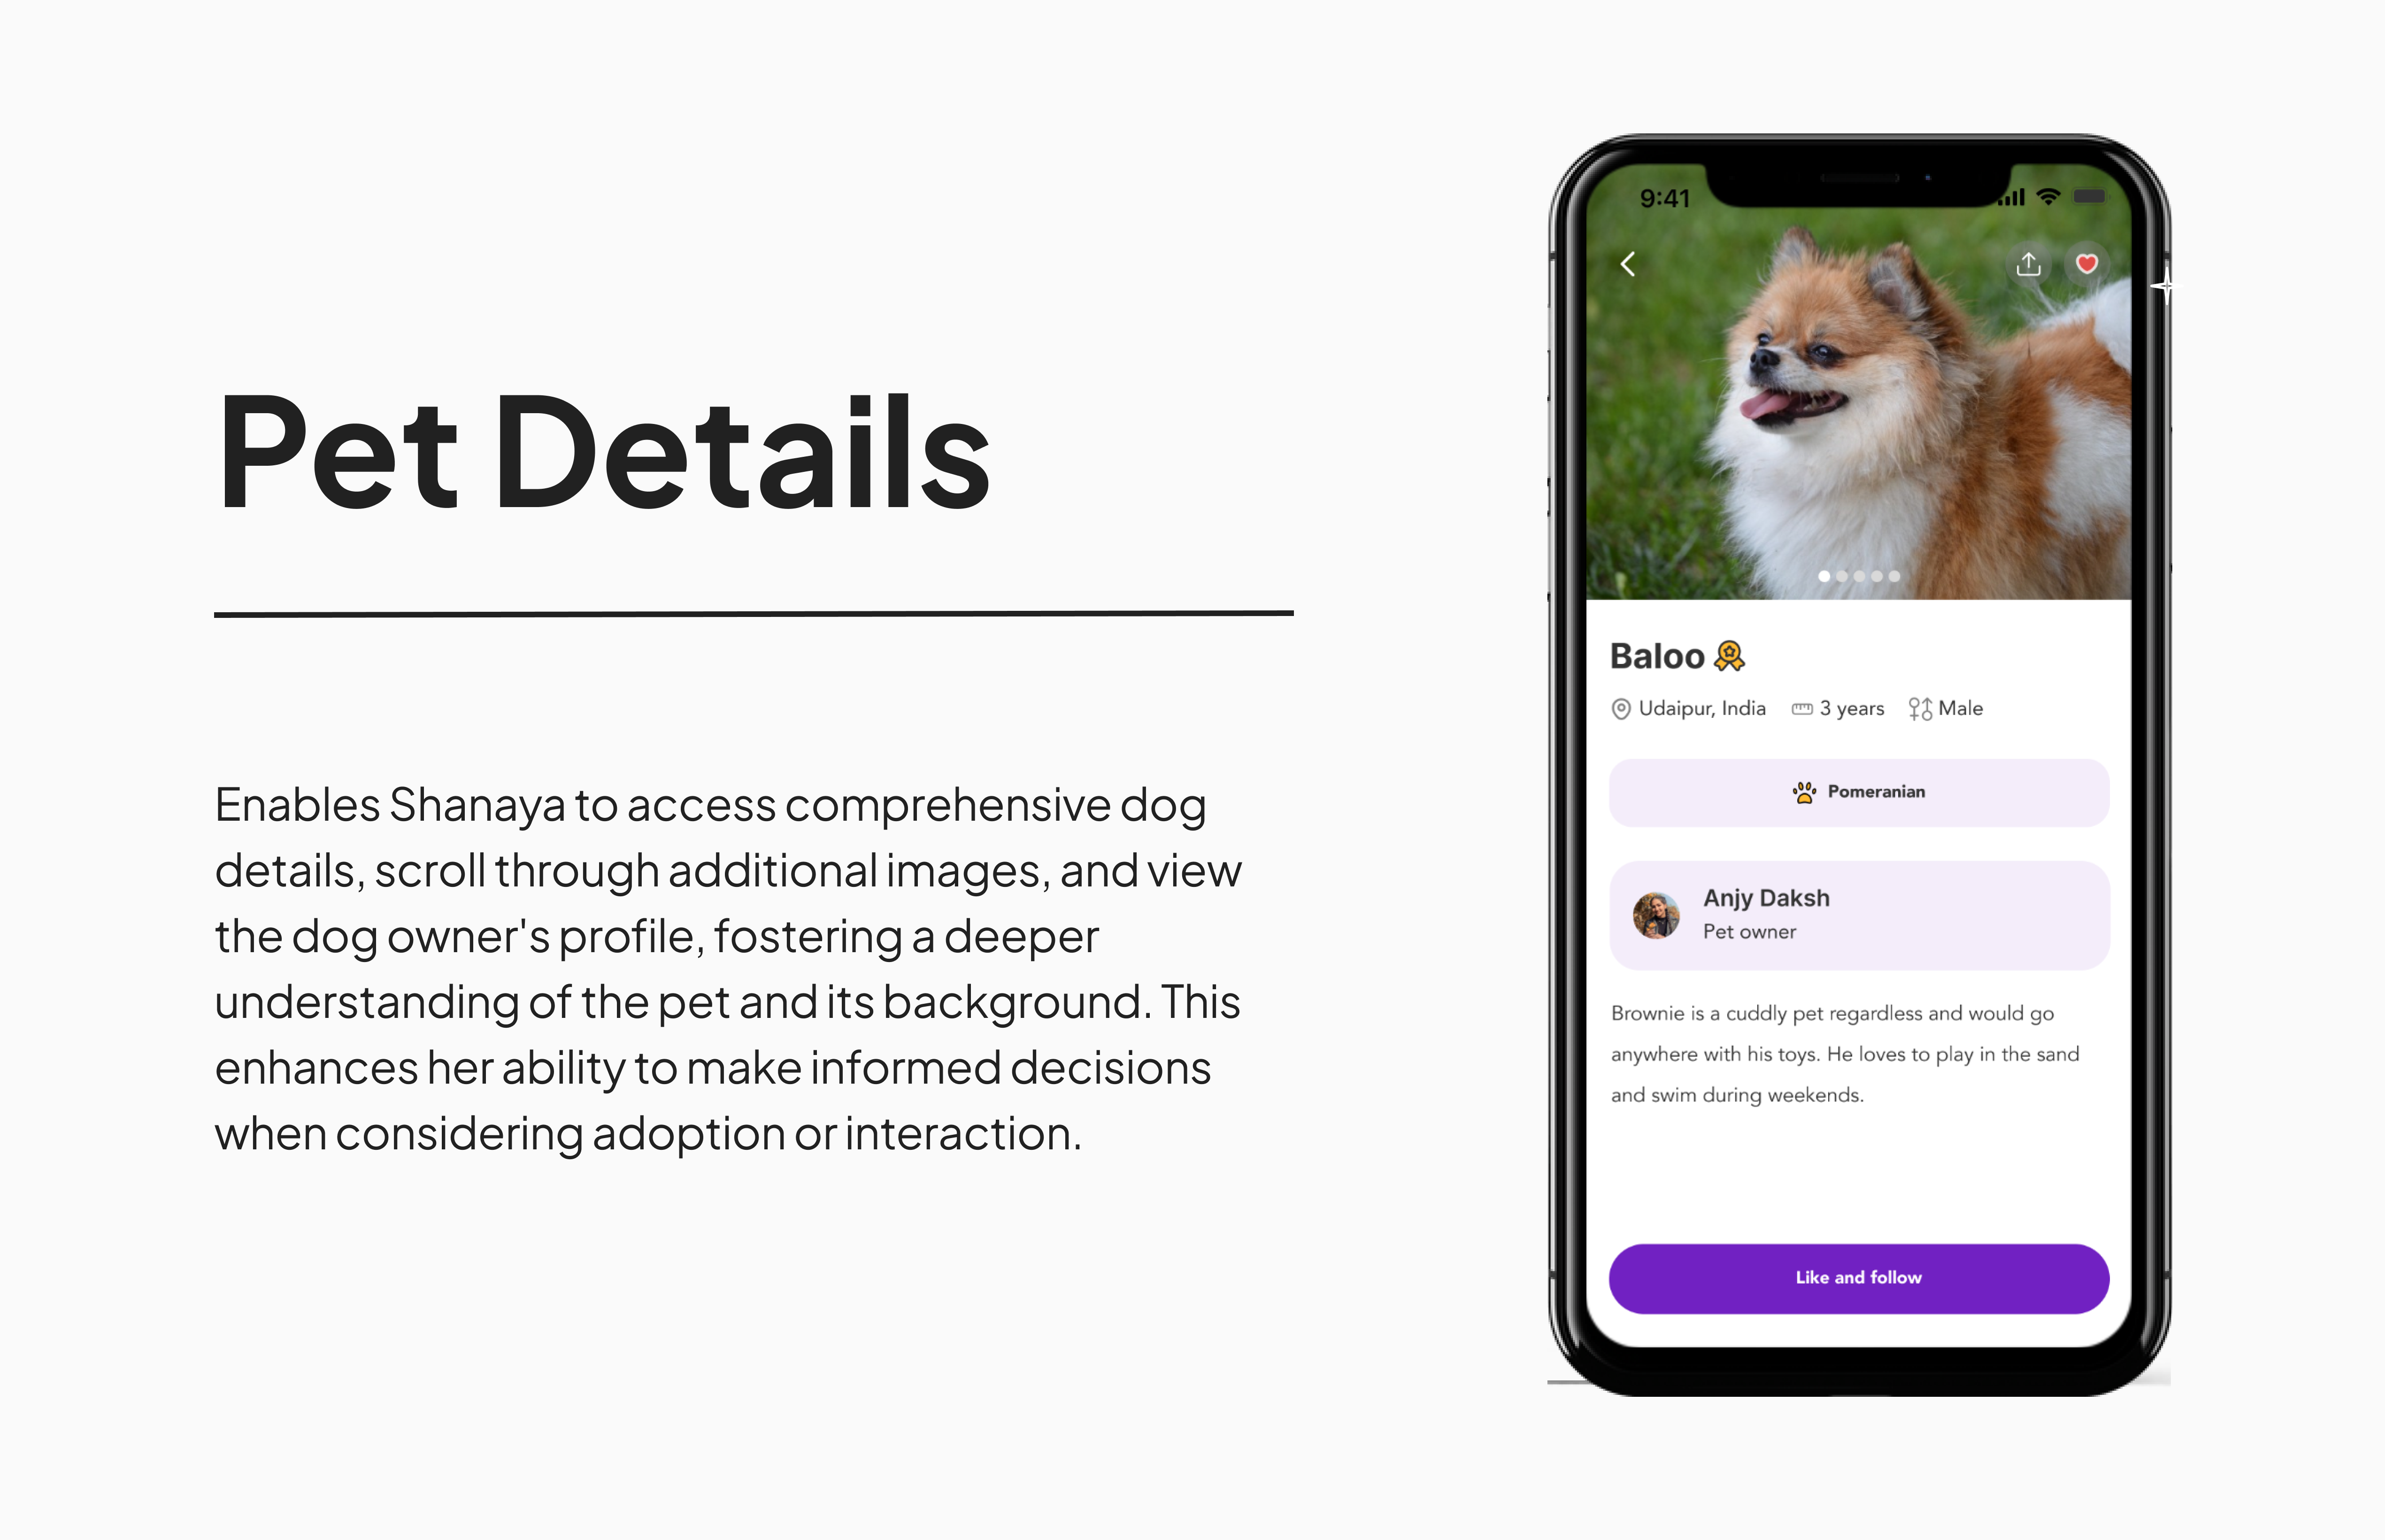 Pet Details
Enables Shanaya to access comprehensive dog
details, scroll through additional images, and view
the dog owner's profile, fostering a deeper
understanding of the pet and its background. This
enhances her ability to make informed decisions
when considering adoption or interaction.
9:41
Baloo
Udaipur, India 3 years Male
Pomeranian
Anjy Daksh
Pet owner
Brownie is a cuddly pet regardless and would go
anywhere with his toys. He loves to play in the sand
and swim during weekends.
Like and follow